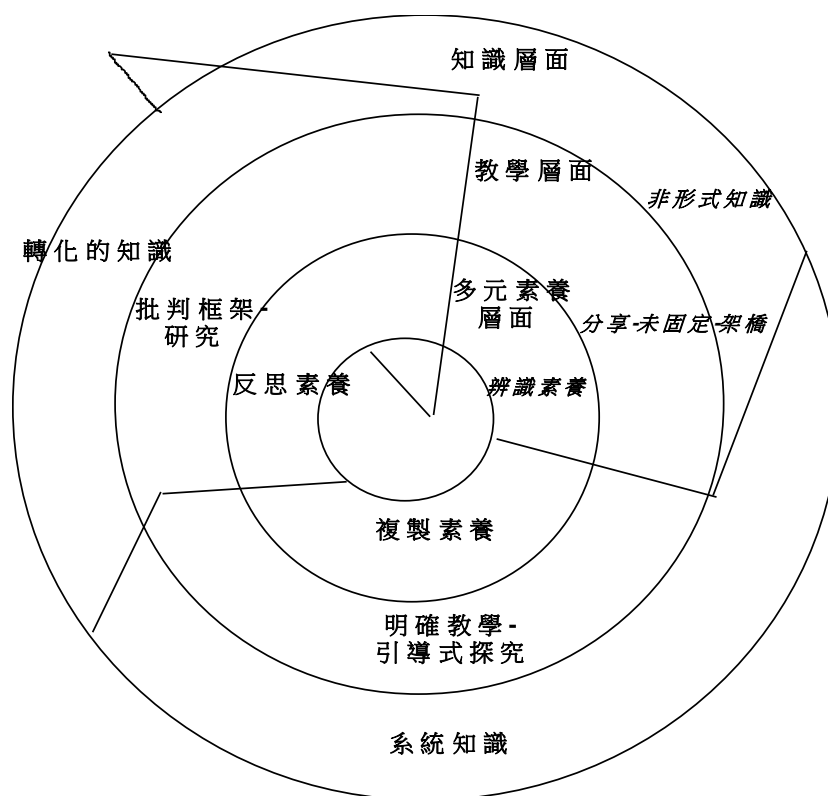 知識層面
教學層面
非形式知識
轉化的知識
多元素養
層面
批判框架-
研究
分享-未固定-架橋
反思素養
辨識素養
複製素養
明確教學-
引導式探究
系統知識